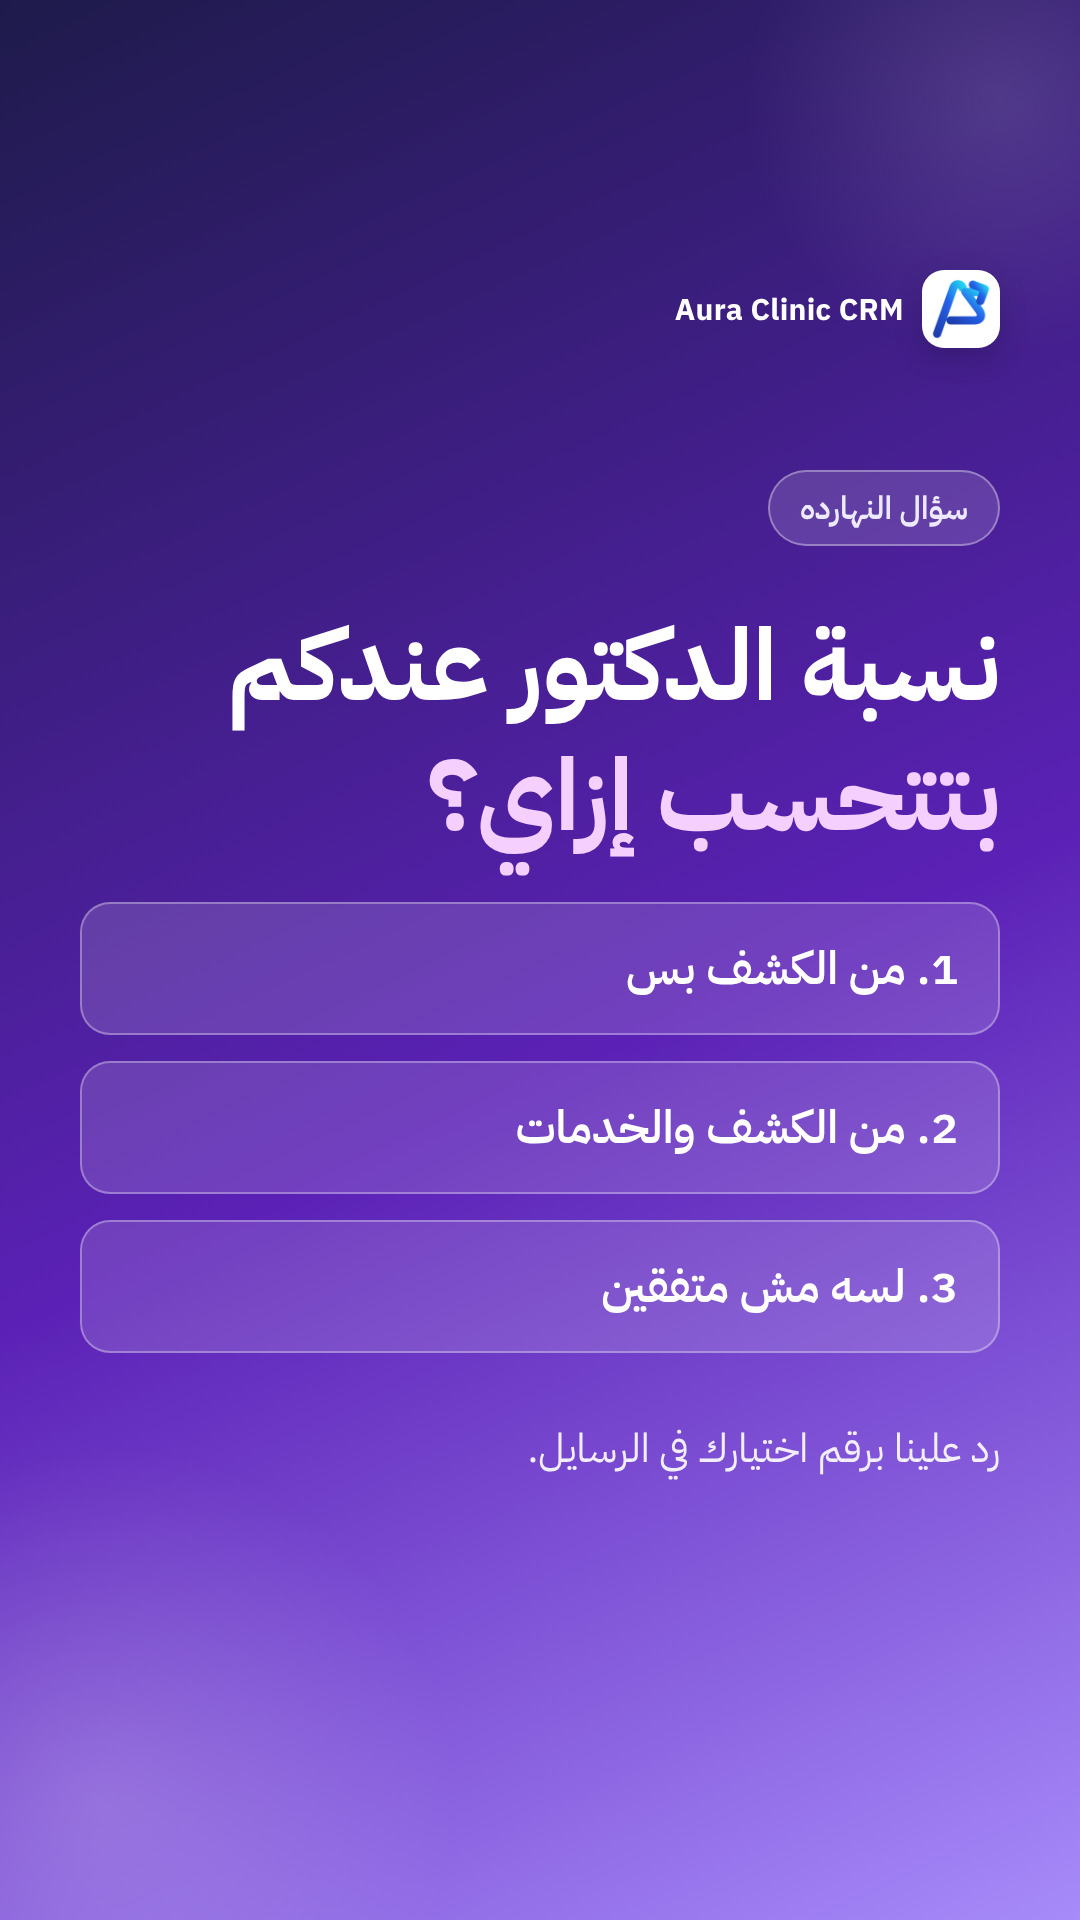 Aura Clinic CRM
سؤال النهارده
نسبة الدكتور عندكم
بتتحسب إزاي؟
1. من الكشف بس
2. من الكشف والخدمات
3. لسه مش متفقين
رد علينا برقم اختيارك في الرسايل.